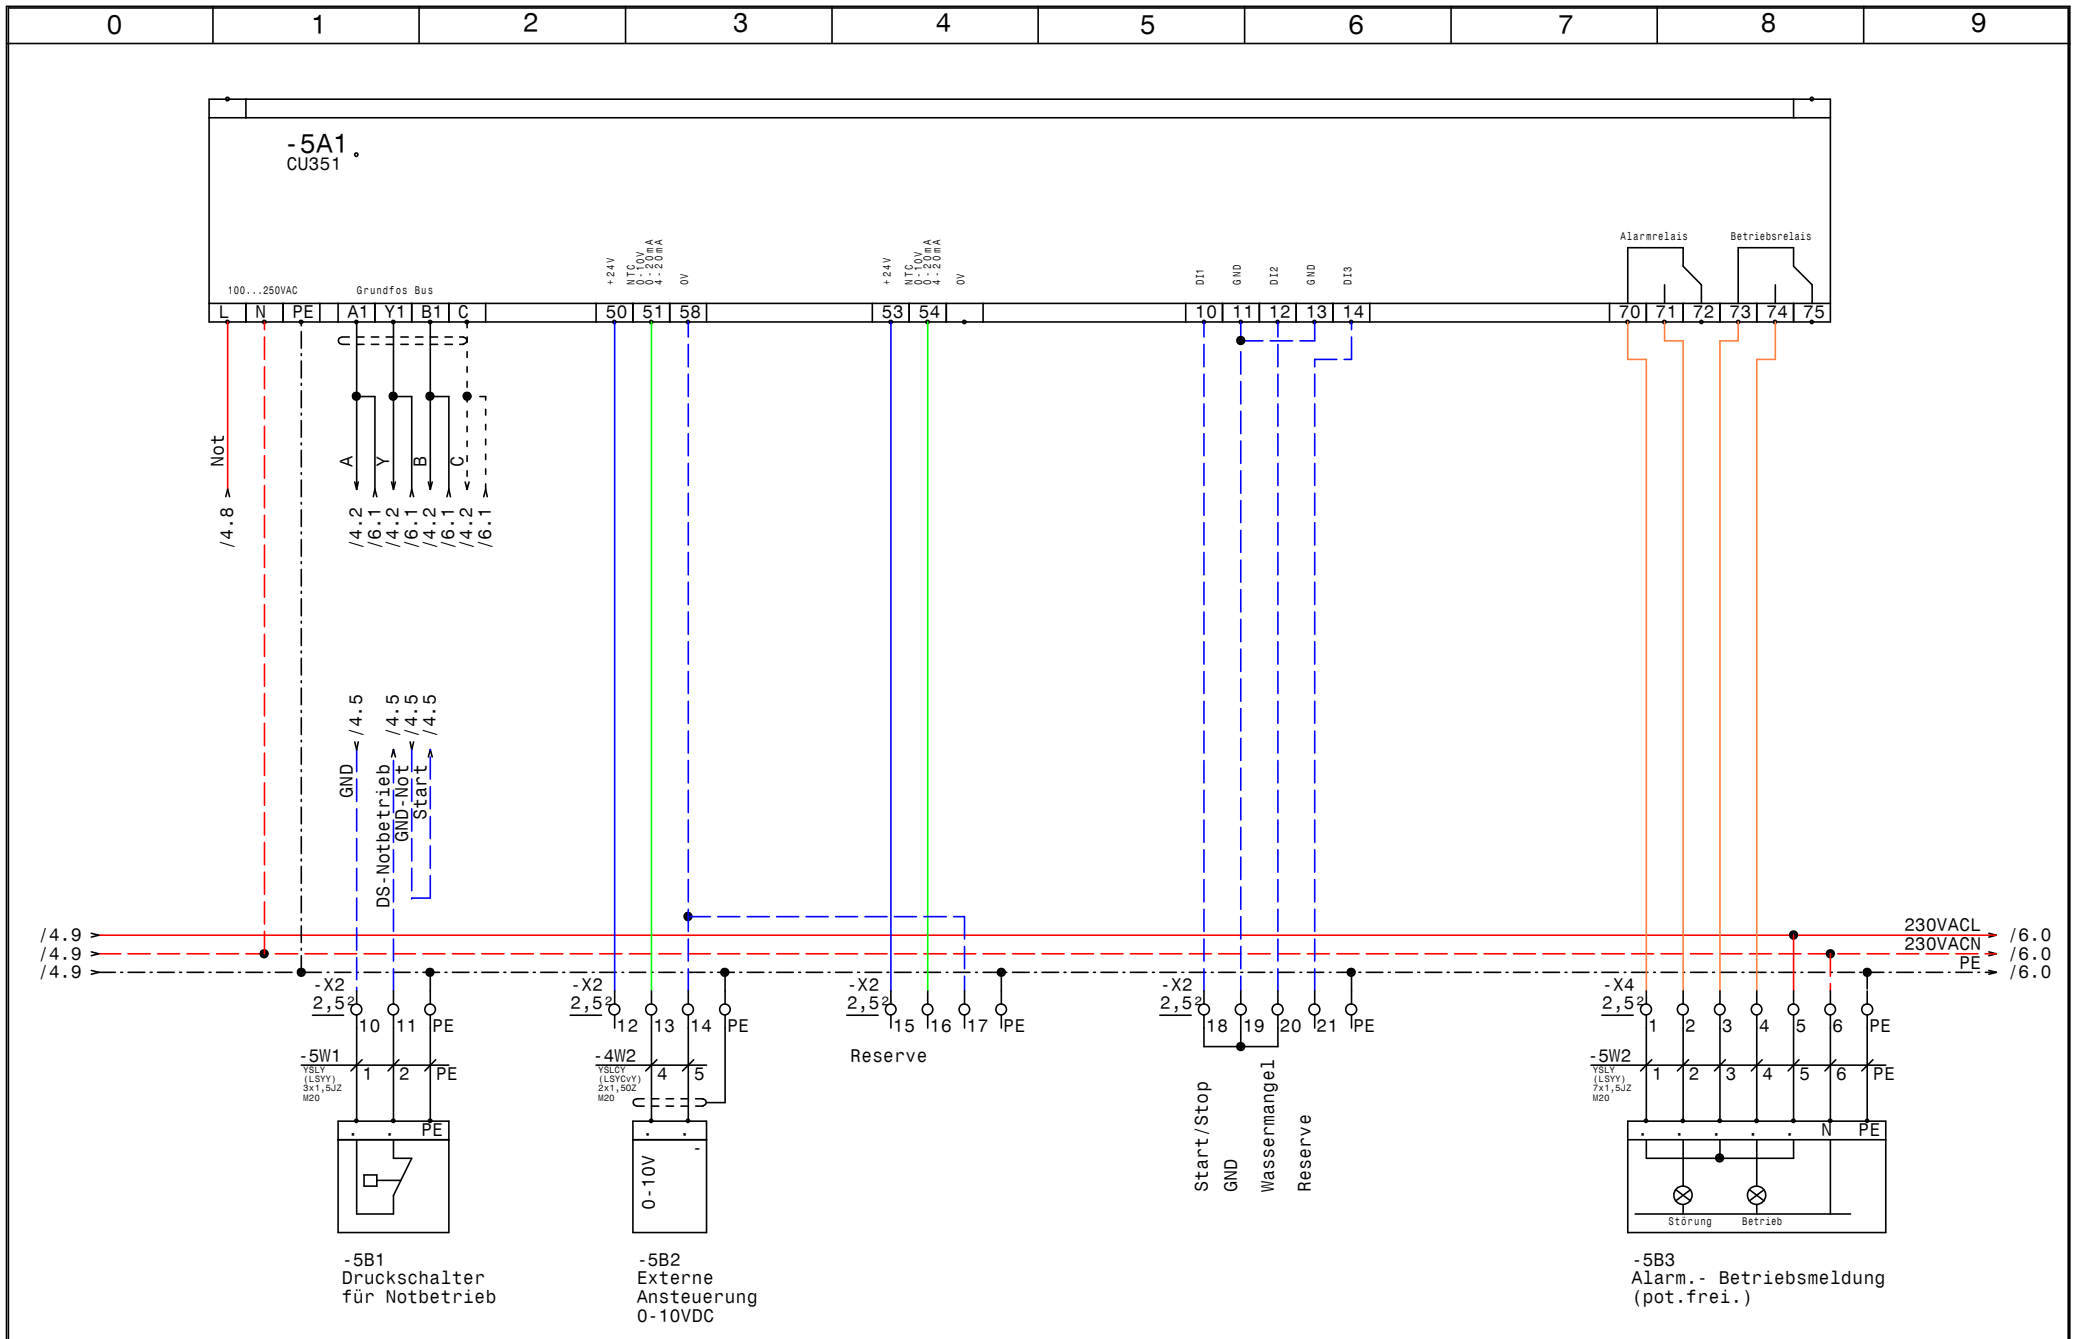 0 1 2 3 4 5 6 7 8 9
-5A1
CU351
Alarmrelais Betriebsrelais
+24V
NTC
0-10V
0-20mA
4-20mA
0V
+24V
NTC
0-10V
0-20mA
4-20mA
0V
DI1
GND
DI2
GND
DI3
100...250VAC Grundfos Bus
L N PE A1 Y1 B1 C 50 51 58 53 54 10 11 12 13 14 70 71 72 73 74 75
Not
A
Y
B
C
/4.8
/4.2
/6.1
/4.2
/6.1
/4.2
/6.1
/4.2
/6.1
/4.5
/4.5
/4.5
/4.5
GND
DS-Notbetrieb
GND-Not
Start
/4.9 230VACL /6.0
/4.9 230VACN /6.0
/4.9 PE /6.0
-X2 -X2 -X2 -X2 -X4
2,5² 2,5² 2,5² 2,5² 2,5²
10 11 PE 12 13 14 PE 15 16 17 PE 18 19 20 21 PE 1 2 3 4 5 6 PE
Reserve
-5W1
YSLY
(LSYY)
3x1,5JZ
M20
1 2 PE
-4W2
YSLCY
(LSYCvY)
2x1,5OZ
M20
4 5
-5W2
YSLY
(LSYY)
7x1,5JZ
M20
1 2 3 4 5 6 PE
Start/Stop
GND
Wassermangel
Reserve
. . PE
. .
-
0-10V
. . . . . N PE
Störung Betrieb
-5B1
Druckschalter
für Notbetrieb
-5B2
Externe
Ansteuerung
0-10VDC
-5B3
Alarm.- Betriebsmeldung
(pot.frei.)